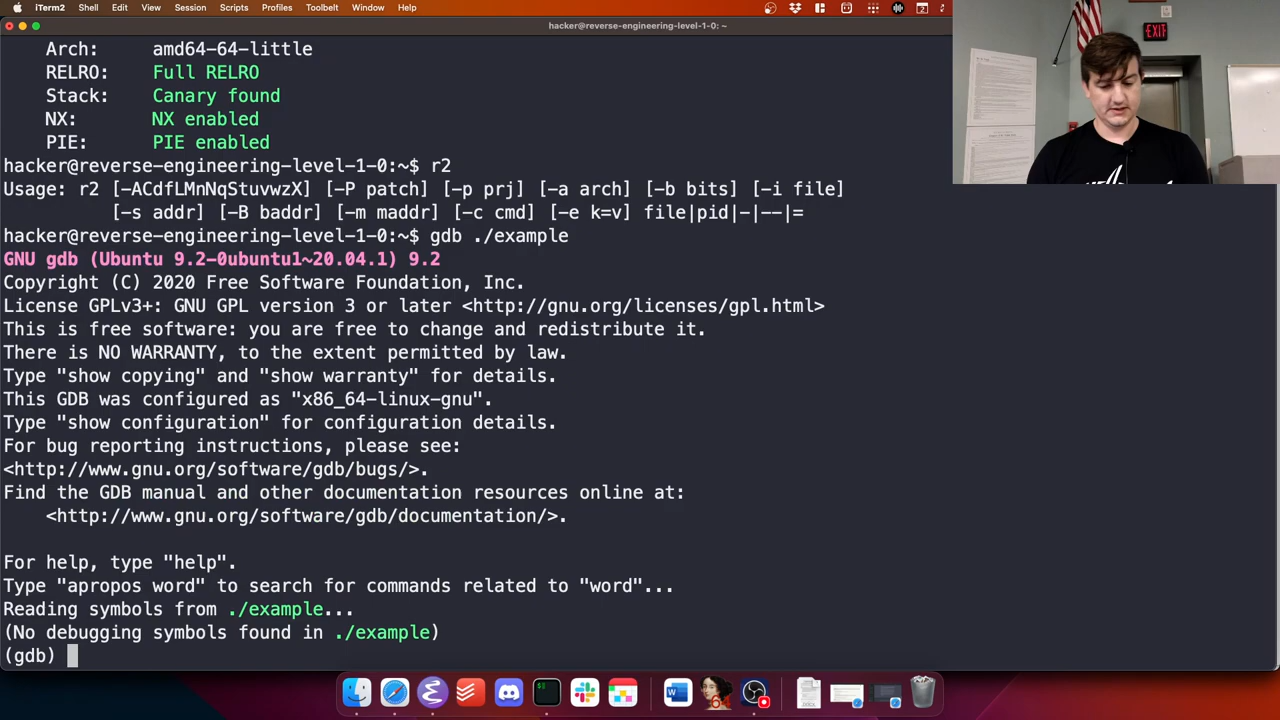 iTerm2 Shell Edit View Session Scripts Profiles Toolbelt Window Help
hacker@reverse-engineering-level-1-0: ~
Arch: amd64-64-little
RELRO: Full RELRO
Stack: Canary found
NX: NX enabled
PIE: PIE enabled
hacker@reverse-engineering-level-1-0:~$ r2
Usage: r2 [-ACdfLMnNqStuvwzX] [-P patch] [-p prj] [-a arch] [-b bits] [-i file]
[-s addr] [-B baddr] [-m maddr] [-c cmd] [-e k=v] file|pid|-|--|=
hacker@reverse-engineering-level-1-0:~$ gdb ./example
GNU gdb (Ubuntu 9.2-0ubuntu1~20.04.1) 9.2
Copyright (C) 2020 Free Software Foundation, Inc.
License GPLv3+: GNU GPL version 3 or later <http://gnu.org/licenses/gpl.html>
This is free software: you are free to change and redistribute it.
There is NO WARRANTY, to the extent permitted by law.
Type "show copying" and "show warranty" for details.
This GDB was configured as "x86_64-linux-gnu".
Type "show configuration" for configuration details.
For bug reporting instructions, please see:
<http://www.gnu.org/software/gdb/bugs/>.
Find the GDB manual and other documentation resources online at:
<http://www.gnu.org/software/gdb/documentation/>.
For help, type "help".
Type "apropos word" to search for commands related to "word"...
Reading symbols from ./example...
(No debugging symbols found in ./example)
(gdb)
EXIT